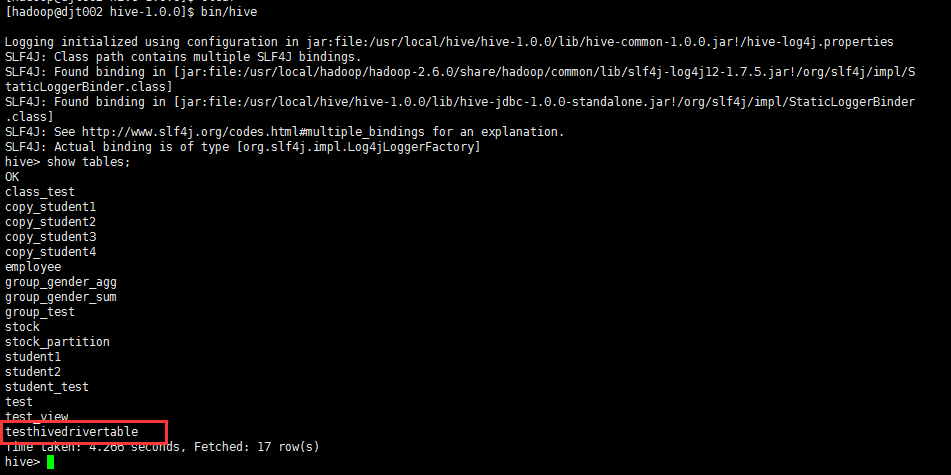 [hadoop@djt002 hive-1.0.0]$ bin/hive
Logging initialized using configuration in jar:file:/usr/local/hive/hive-1.0.0/lib/hive-common-1.0.0.jar!/hive-log4j.properties
SLF4J: Class path contains multiple SLF4J bindings.
SLF4J: Found binding in [jar:file:/usr/local/hadoop/hadoop-2.6.0/share/hadoop/common/lib/slf4j-log4j12-1.7.5.jar!/org/slf4j/impl/S
taticLoggerBinder.class]
SLF4J: Found binding in [jar:file:/usr/local/hive/hive-1.0.0/lib/hive-jdbc-1.0.0-standalone.jar!/org/slf4j/impl/StaticLoggerBinder
.class]
SLF4J: See http://www.slf4j.org/codes.html#multiple_bindings for an explanation.
SLF4J: Actual binding is of type [org.slf4j.impl.Log4jLoggerFactory]
hive> show tables;
OK
class_test
copy_student1
copy_student2
copy_student3
copy_student4
employee
group_gender_agg
group_gender_sum
group_test
stock
stock_partition
student1
student2
student_test
test
test_view
testhivedrivertable
Time taken: 4.266 seconds, Fetched: 17 row(s)
hive>